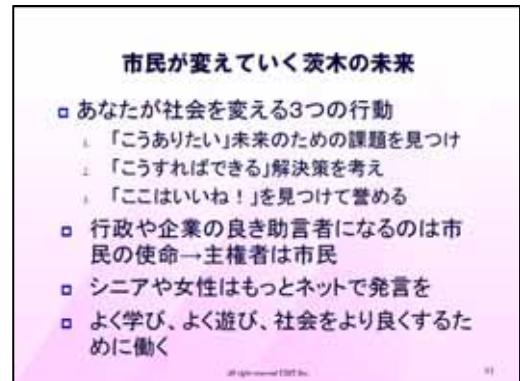 市民が変えていく茨木の未来
あなたが社会を変える3つの行動
1. 「こうありたい」未来のための課題を見つけ
2. 「こうすればできる」解決策を考え
3. 「ここはいいね！」を見つけて誉める
行政や企業の良き助言者になるのは市
民の使命→主権者は市民
シニアや女性はもっとネットで発言を
よく学び、よく遊び、社会をより良くするた
めに働く
All right reserved